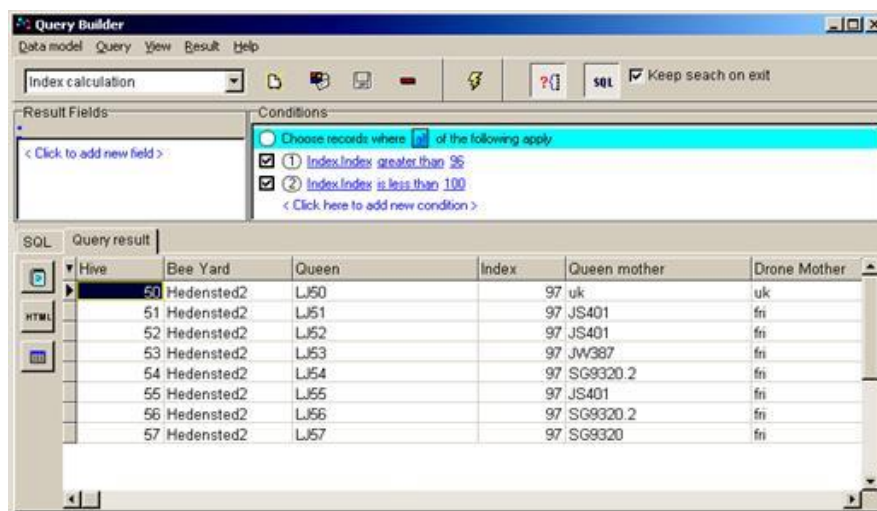 Query Builder
Data model Query View Result Help
Index calculation
?{} SQL Keep seach on exit
Result Fields
< Click to add new field >
Conditions
Choose records where all of the following apply
1 Index.Index greater than 96
2 Index.Index is less than 100
< Click here to add new condition >
SQL Query result
Hive Bee Yard Queen Index Queen mother Drone Mother
50 Hedensted2 LJ50 97 uk uk
HTML
51 Hedensted2 LJ51 97 JS401 fri
52 Hedensted2 LJ52 97 JS401 fri
53 Hedensted2 LJ53 97 JW387 fri
54 Hedensted2 LJ54 97 SG9320.2 fri
55 Hedensted2 LJ55 97 JS401 fri
56 Hedensted2 LJ56 97 SG9320.2 fri
57 Hedensted2 LJ57 97 SG9320 fri